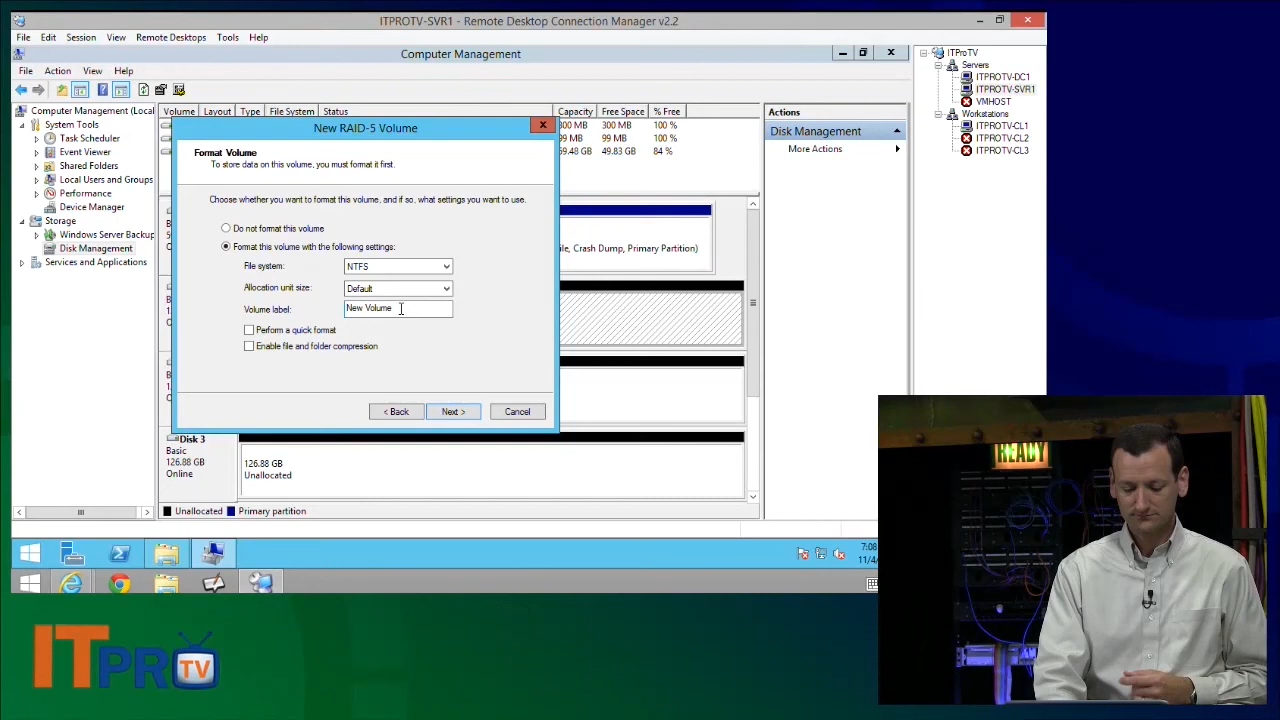 ITPROTV-SVR1 - Remote Desktop Connection Manager v2.2
File Edit Session View Remote Desktops Tools Help
Computer Management
File Action View Help
Computer Management (Local
System Tools
Task Scheduler
Event Viewer
Shared Folders
Local Users and Groups
Performance
Device Manager
Storage
Windows Server Backup
Disk Management
Services and Applications
Volume Layout Type File System Status Capacity Free Space % Free
300 MB 300 MB 100 %
99 MB 99 MB 100 %
59.48 GB 49.83 GB 84 %
New RAID-5 Volume
Format Volume
To store data on this volume, you must format it first.
Choose whether you want to format this volume, and if so, what settings you want to use.
Do not format this volume
Format this volume with the following settings:
File system: NTFS
Allocation unit size: Default
Volume label: New Volume
Perform a quick format
Enable file and folder compression
< Back Next > Cancel
ile, Crash Dump, Primary Partition)
Disk 3
Basic
126.88 GB
Online
126.88 GB
Unallocated
Unallocated Primary partition
Actions
Disk Management
More Actions
ITProTV
Servers
ITPROTV-DC1
ITPROTV-SVR1
VMHOST
Workstations
ITPROTV-CL1
ITPROTV-CL2
ITPROTV-CL3
7:08
11/4/
READY
ITPROTV